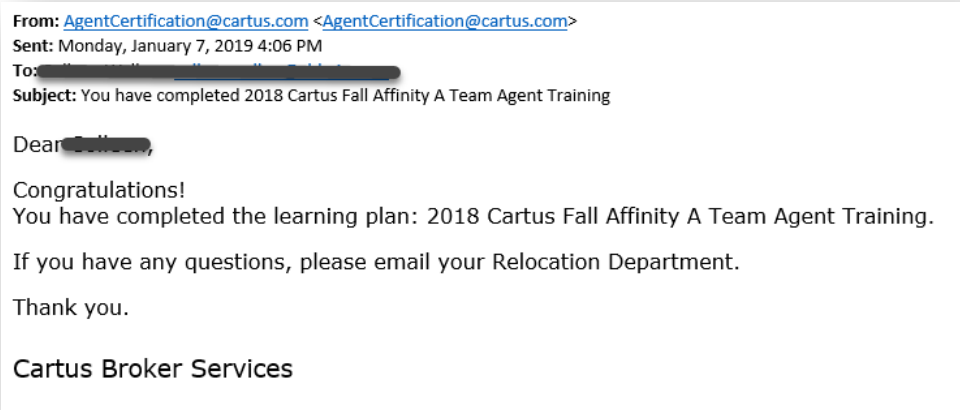 From: AgentCertification@cartus.com <AgentCertification@cartus.com>
Sent: Monday, January 7, 2019 4:06 PM
To:
Subject: You have completed 2018 Cartus Fall Affinity A Team Agent Training
Dear ,
Congratulations!
You have completed the learning plan: 2018 Cartus Fall Affinity A Team Agent Training.
If you have any questions, please email your Relocation Department.
Thank you.
Cartus Broker Services